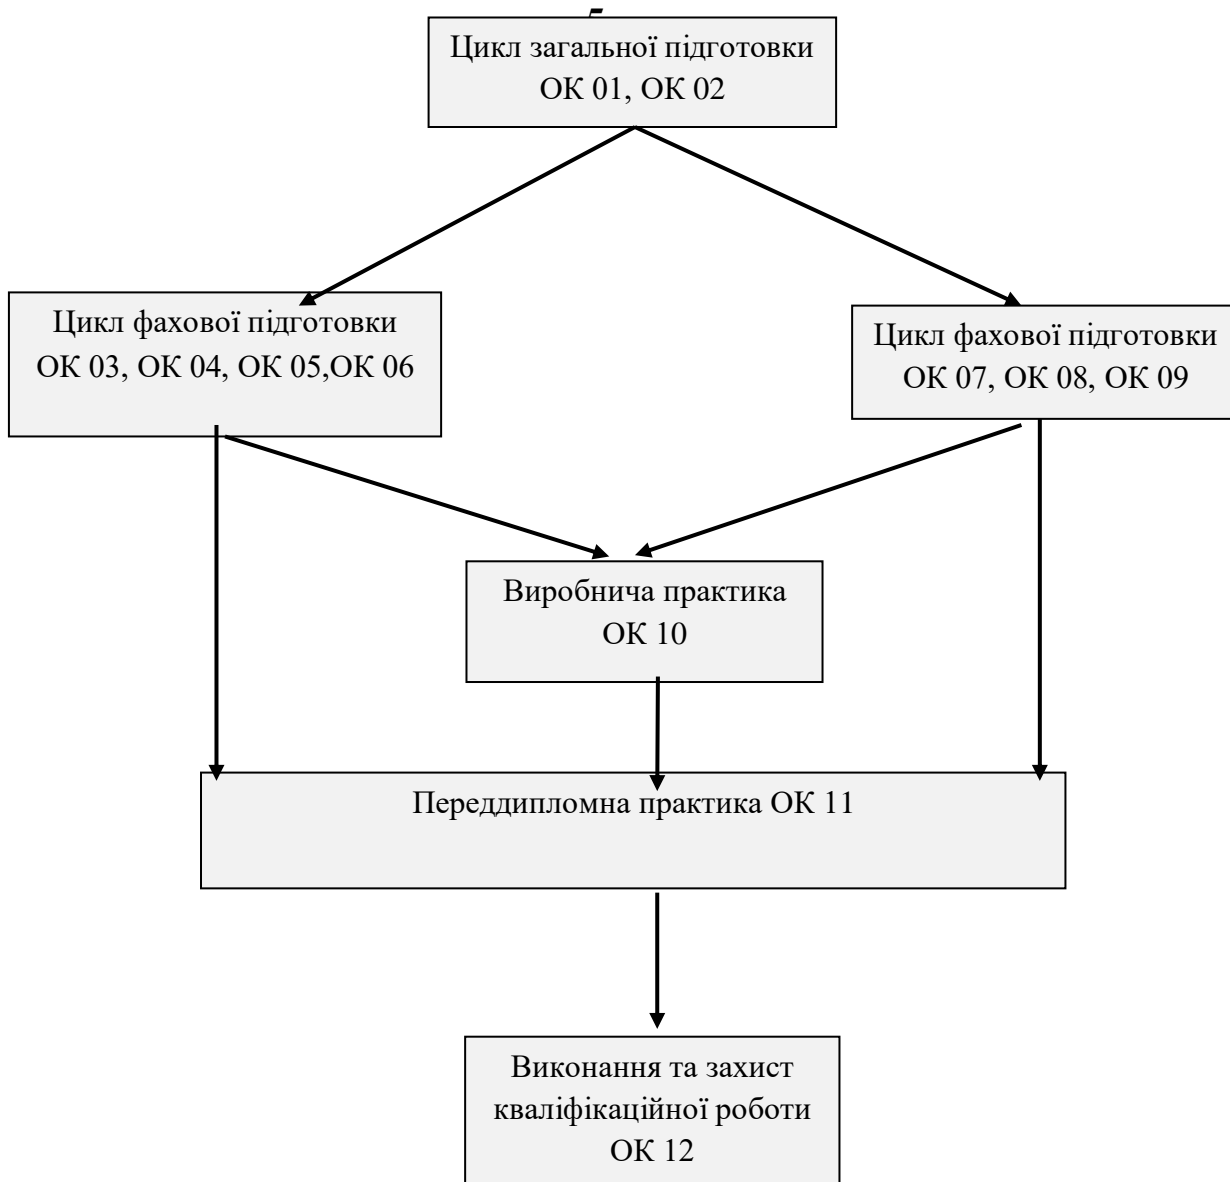 Цикл загальної підготовки
ОК 01, ОК 02
Цикл фахової підготовки
ОК 03, ОК 04, ОК 05,ОК 06
Цикл фахової підготовки
ОК 07, ОК 08, ОК 09
Виробнича практика
ОК 10
Переддипломна практика ОК 11
Виконання та захист
кваліфікаційної роботи
ОК 12